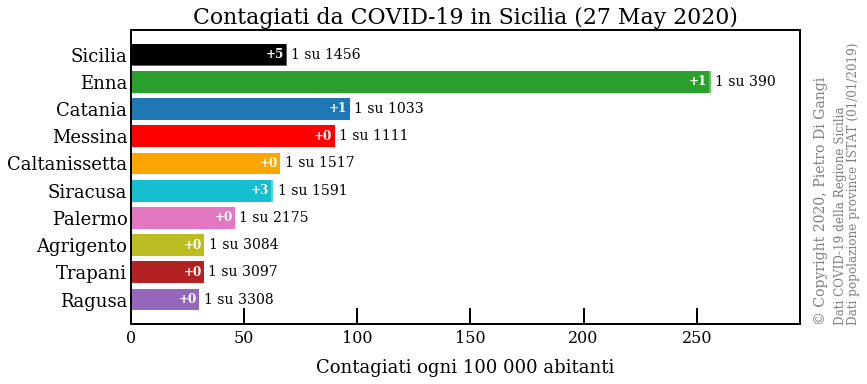 Contagiati da COVID-19 in Sicilia (27 May 2020)
Sicilia +5 1 su 1456
Enna +1 1 su 390
Catania +1 1 su 1033
Messina +0 1 su 1111
Caltanissetta +0 1 su 1517
Siracusa +3 1 su 1591
Palermo +0 1 su 2175
Agrigento +0 1 su 3084
Trapani +0 1 su 3097
Ragusa +0 1 su 3308
0 50 100 150 200 250
Contagiati ogni 100 000 abitanti
© Copyright 2020, Pietro Di Gangi
Dati COVID-19 della Regione Sicilia
Dati popolazione province ISTAT (01/01/2019)